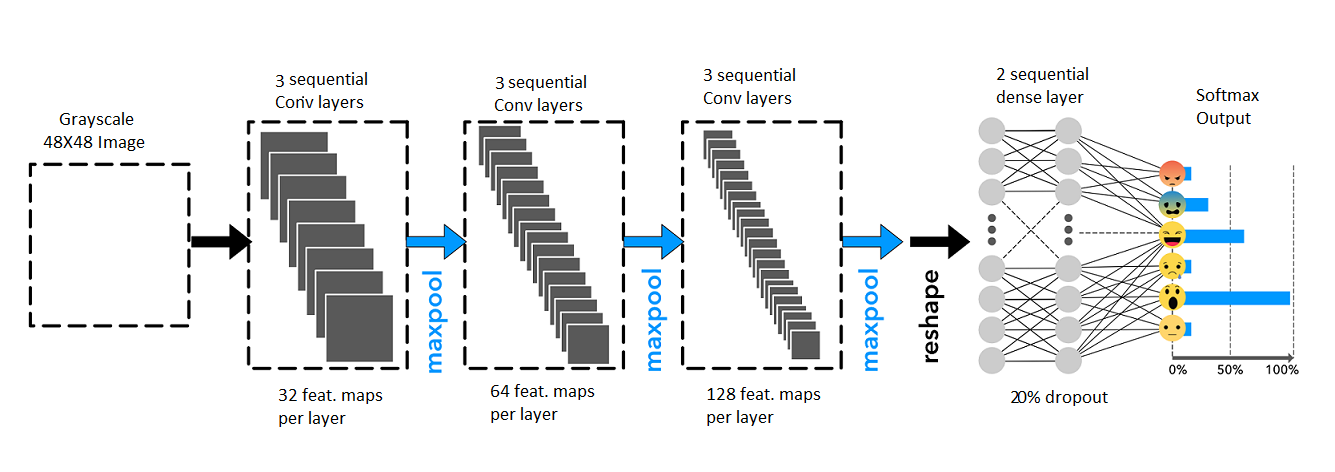 Grayscale
48X48 Image
3 sequential
Conv layers
32 feat. maps
per layer
maxpool
3 sequential
Conv layers
64 feat. maps
per layer
maxpool
3 sequential
Conv layers
128 feat. maps
per layer
maxpool
reshape
2 sequential
dense layer
20% dropout
Softmax
Output
0%
50%
100%